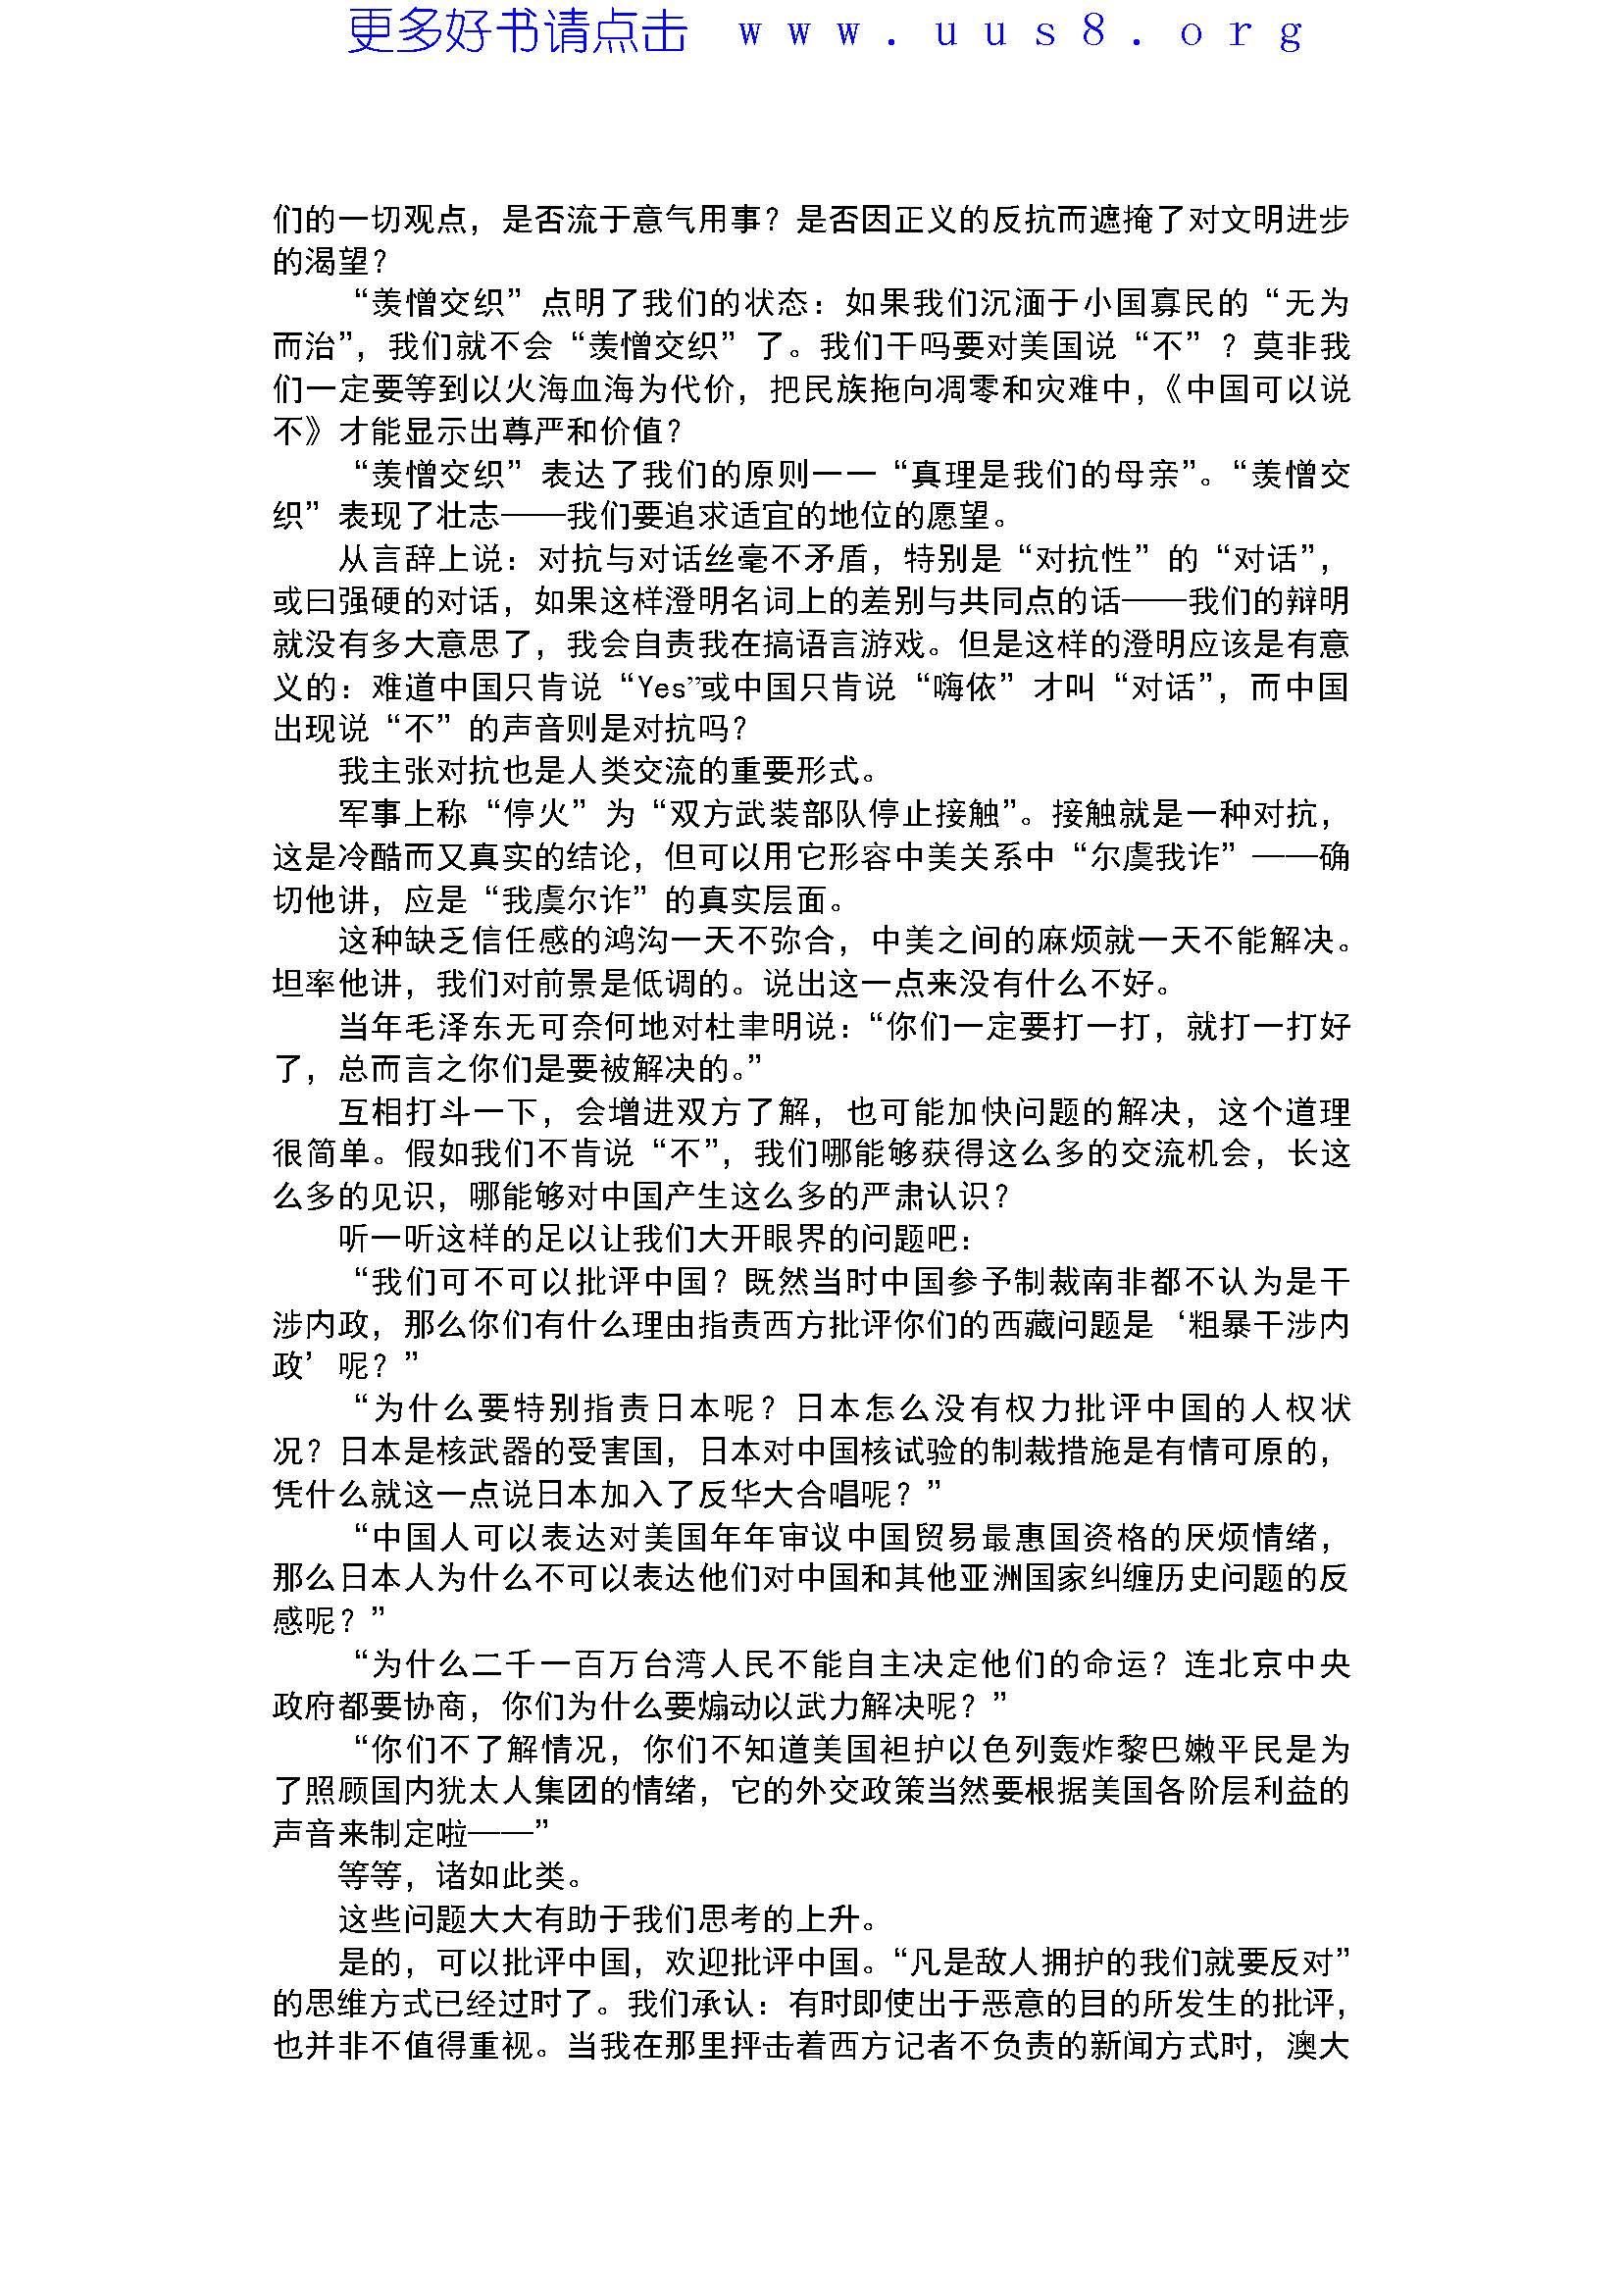 更多好书请点击 www.uus8.org
们的一切观点，是否流于意气用事？是否因正义的反抗而遮掩了对文明进步
的渴望？
“羡憎交织”点明了我们的状态：如果我们沉湎于小国寡民的“无为
而治”，我们就不会“羡憎交织”了。我们干吗要对美国说“不”？莫非我
们一定要等到以火海血海为代价，把民族拖向凋零和灾难中，《中国可以说
不》才能显示出尊严和价值？
“羡憎交织”表达了我们的原则一一“真理是我们的母亲”。“羡憎交
织”表现了壮志——我们要追求适宜的地位的愿望。
从言辞上说：对抗与对话丝毫不矛盾，特别是“对抗性”的“对话”，
或曰强硬的对话，如果这样澄明名词上的差别与共同点的话——我们的辩明
就没有多大意思了，我会自责我在搞语言游戏。但是这样的澄明应该是有意
义的：难道中国只肯说“Yes”或中国只肯说“嗨依”才叫“对话”，而中国
出现说“不”的声音则是对抗吗？
我主张对抗也是人类交流的重要形式。
军事上称“停火”为“双方武装部队停止接触”。接触就是一种对抗，
这是冷酷而又真实的结论，但可以用它形容中美关系中“尔虞我诈”——确
切他讲，应是“我虞尔诈”的真实层面。
这种缺乏信任感的鸿沟一天不弥合，中美之间的麻烦就一天不能解决。
坦率他讲，我们对前景是低调的。说出这一点来没有什么不好。
当年毛泽东无可奈何地对杜聿明说：“你们一定要打一打，就打一打好
了，总而言之你们是要被解决的。”
互相打斗一下，会增进双方了解，也可能加快问题的解决，这个道理
很简单。假如我们不肯说“不”，我们哪能够获得这么多的交流机会，长这
么多的见识，哪能够对中国产生这么多的严肃认识？
听一听这样的足以让我们大开眼界的问题吧：
“我们可不可以批评中国？既然当时中国参予制裁南非都不认为是干
涉内政，那么你们有什么理由指责西方批评你们的西藏问题是‘粗暴干涉内
政’呢？”
“为什么要特别指责日本呢？日本怎么没有权力批评中国的人权状
况？日本是核武器的受害国，日本对中国核试验的制裁措施是有情可原的，
凭什么就这一点说日本加入了反华大合唱呢？”
“中国人可以表达对美国年年审议中国贸易最惠国资格的厌烦情绪，
那么日本人为什么不可以表达他们对中国和其他亚洲国家纠缠历史问题的反
感呢？”
“为什么二千一百万台湾人民不能自主决定他们的命运？连北京中央
政府都要协商，你们为什么要煽动以武力解决呢？”
“你们不了解情况，你们不知道美国袒护以色列轰炸黎巴嫩平民是为
了照顾国内犹太人集团的情绪，它的外交政策当然要根据美国各阶层利益的
声音来制定啦——”
等等，诸如此类。
这些问题大大有助于我们思考的上升。
是的，可以批评中国，欢迎批评中国。“凡是敌人拥护的我们就要反对”
的思维方式已经过时了。我们承认：有时即使出于恶意的目的所发生的批评，
也并非不值得重视。当我在那里抨击着西方记者不负责的新闻方式时，澳大